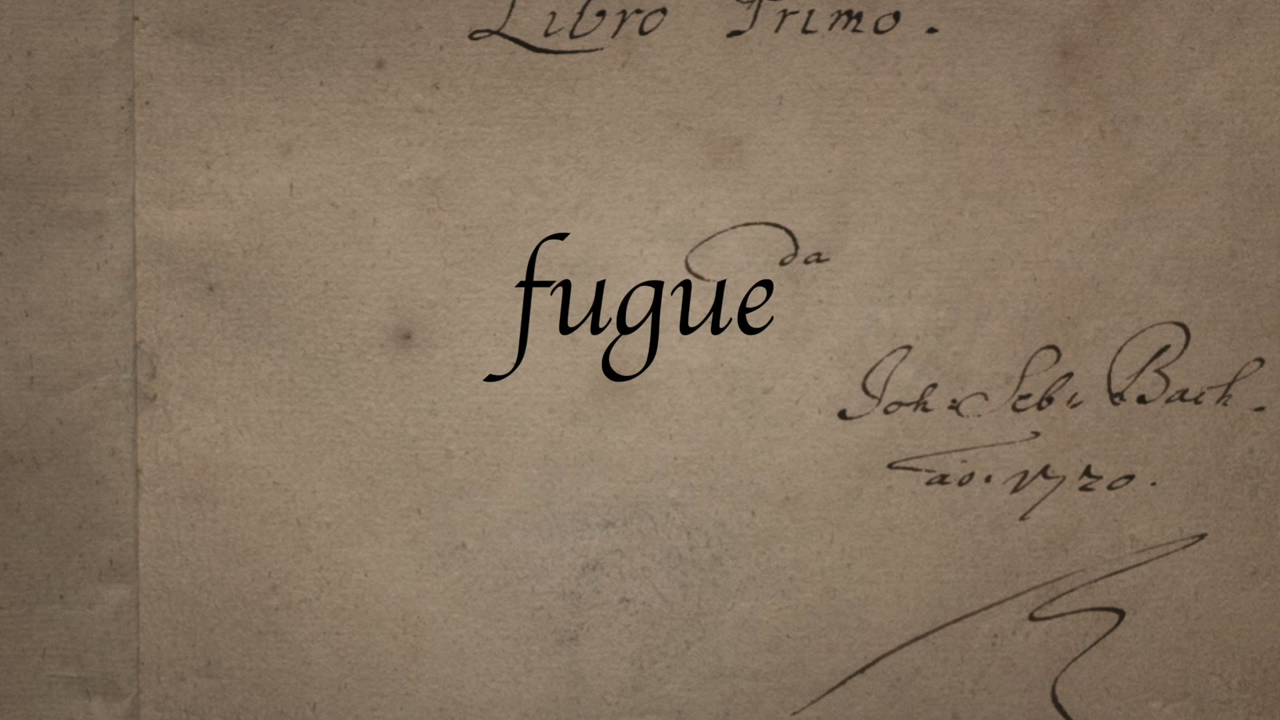 Libro Primo.
da
fugue
Joh: Seb: Bach.
ao. 1720.